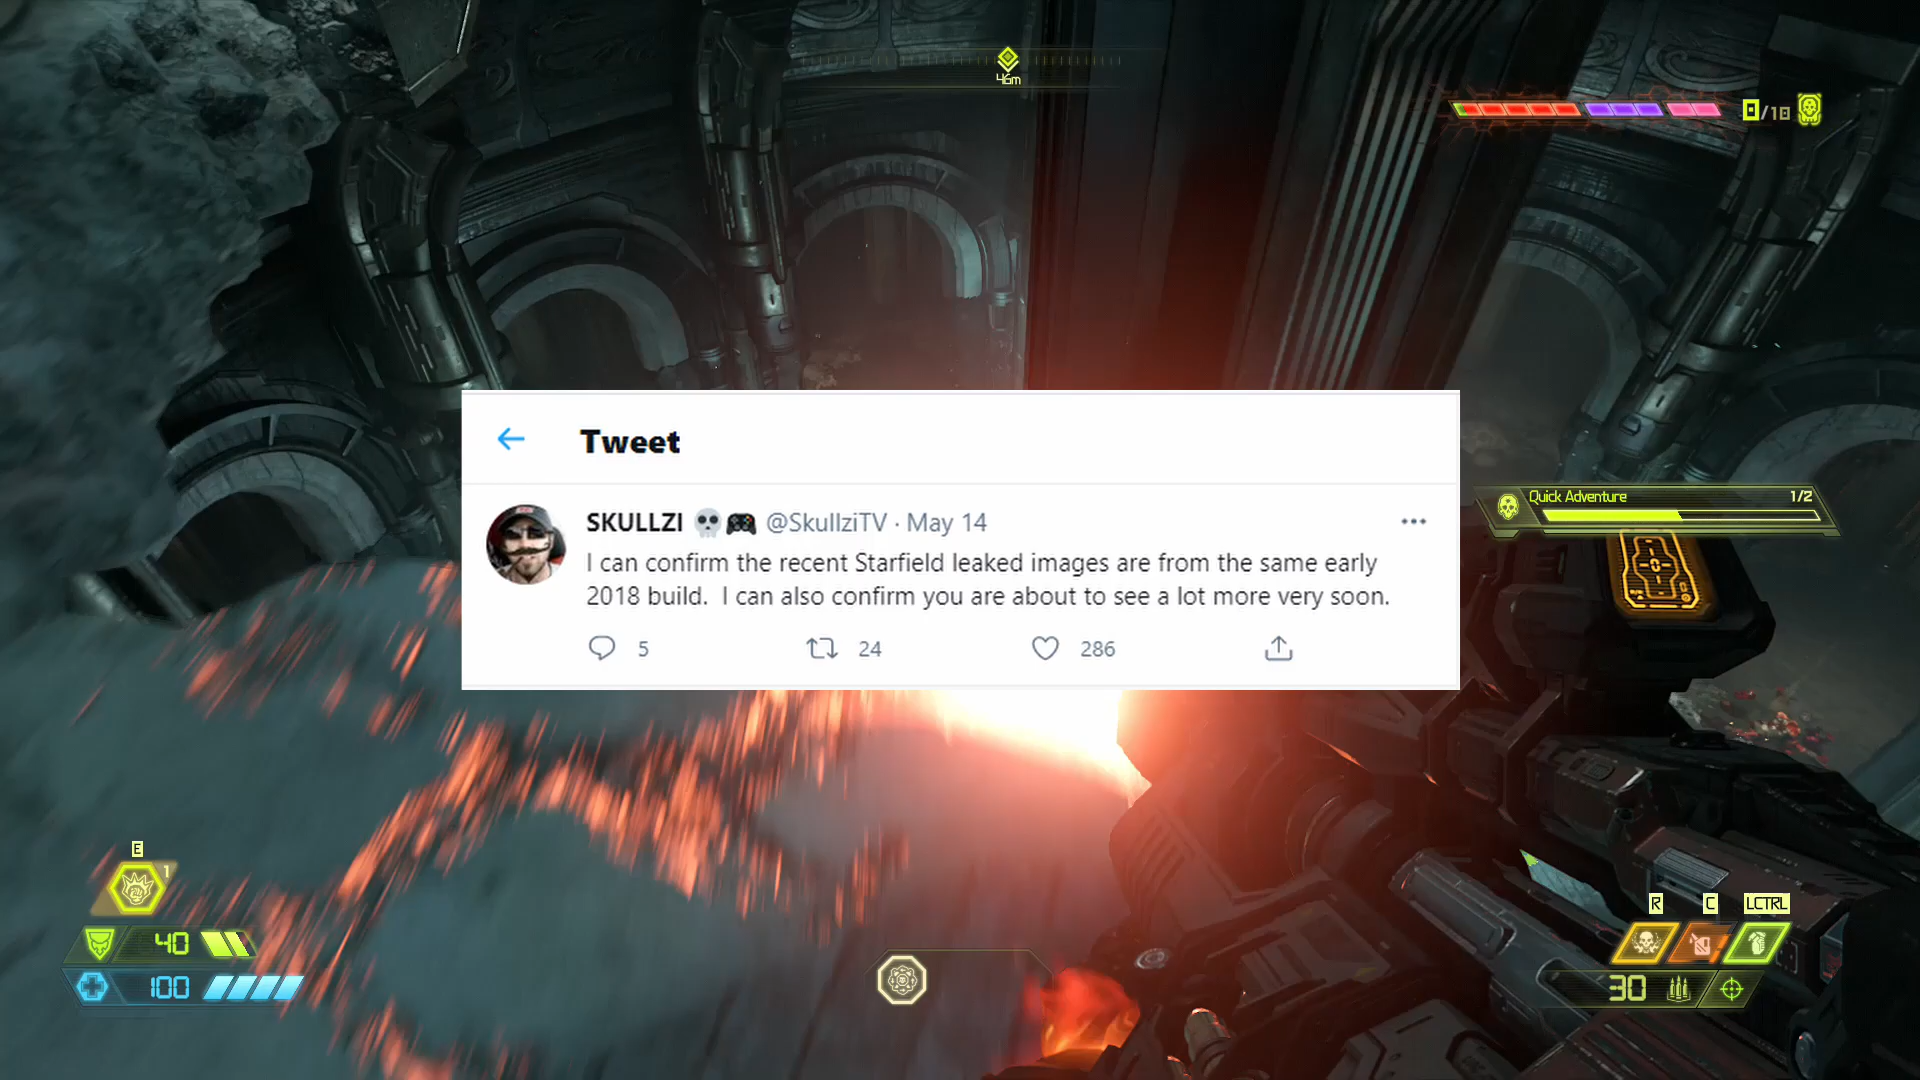 46m
0/10
Tweet
SKULLZI 💀🎮 @SkullziTV · May 14
I can confirm the recent Starfield leaked images are from the same early
2018 build.  I can also confirm you are about to see a lot more very soon.
5 24 286
Quick Adventure 1/2
E
1
40
100
R C LCTRL
30